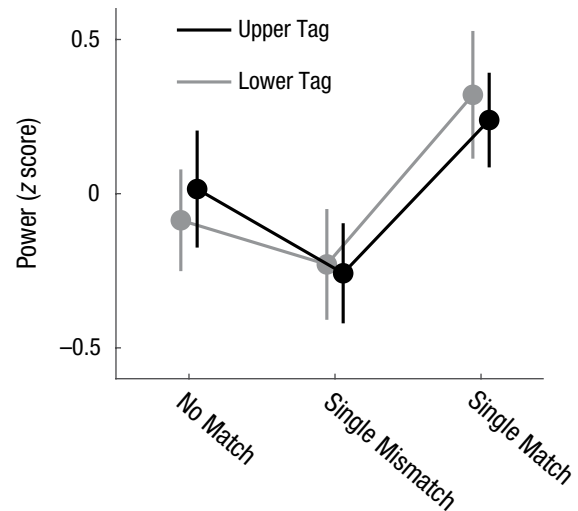 Upper Tag
Lower Tag
Power (z score)
0.5
0
–0.5
No Match
Single Mismatch
Single Match